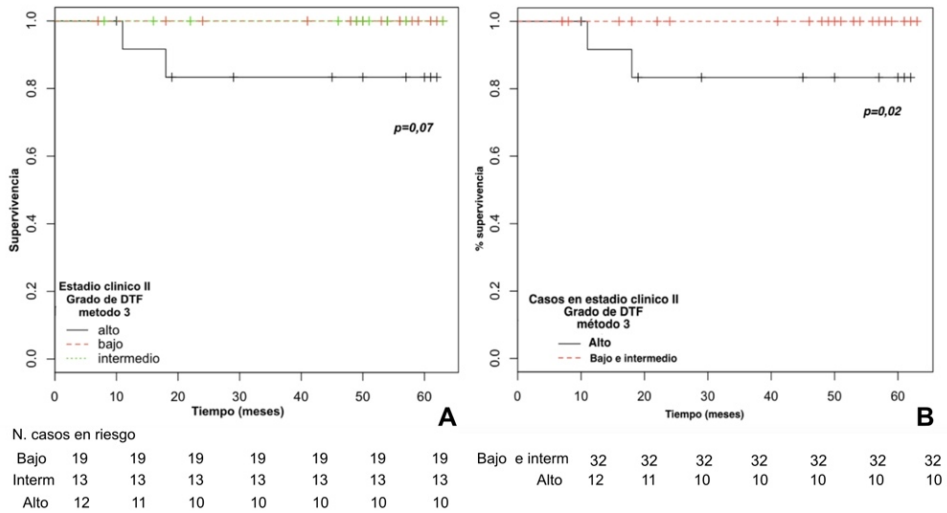 1.0
0.8
0.6
0.4
0.2
0.0
Supervivencia
p=0,07
Estadio clinico II
Grado de DTF
metodo 3
alto
bajo
intermedio
0 10 20 30 40 50 60
Tiempo (meses)
A
N. casos en riesgo
Bajo 19 19 19 19 19 19 19
Interm 13 13 13 13 13 13 13
Alto 12 11 10 10 10 10 10
1.0
0.8
0.6
0.4
0.2
0.0
% supervivencia
p=0,02
Casos en estadio clinico II
Grado de DTF
método 3
Alto
Bajo e intermedio
0 10 20 30 40 50 60
Tiempo (meses)
B
Bajo e interm 32 32 32 32 32 32 32
Alto 12 11 10 10 10 10 10